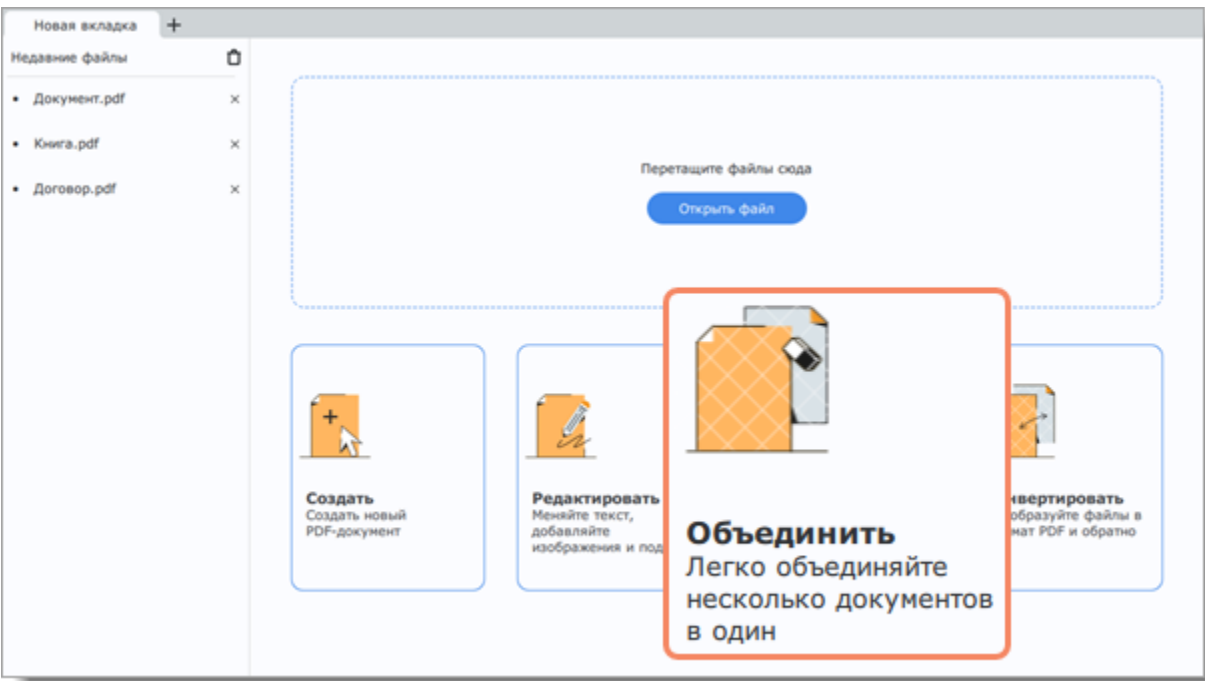 Новая вкладка
Недавние файлы
Документ.pdf
Книга.pdf
Договор.pdf
Перетащите файлы сюда
Открыть файл
Создать
Создать новый
PDF-документ
Редактировать
Меняйте текст,
добавляйте
изображения и под
Объединить
Легко объединяйте
несколько документов
в один
нвертировать
образуйте файлы в
мат PDF и обратно